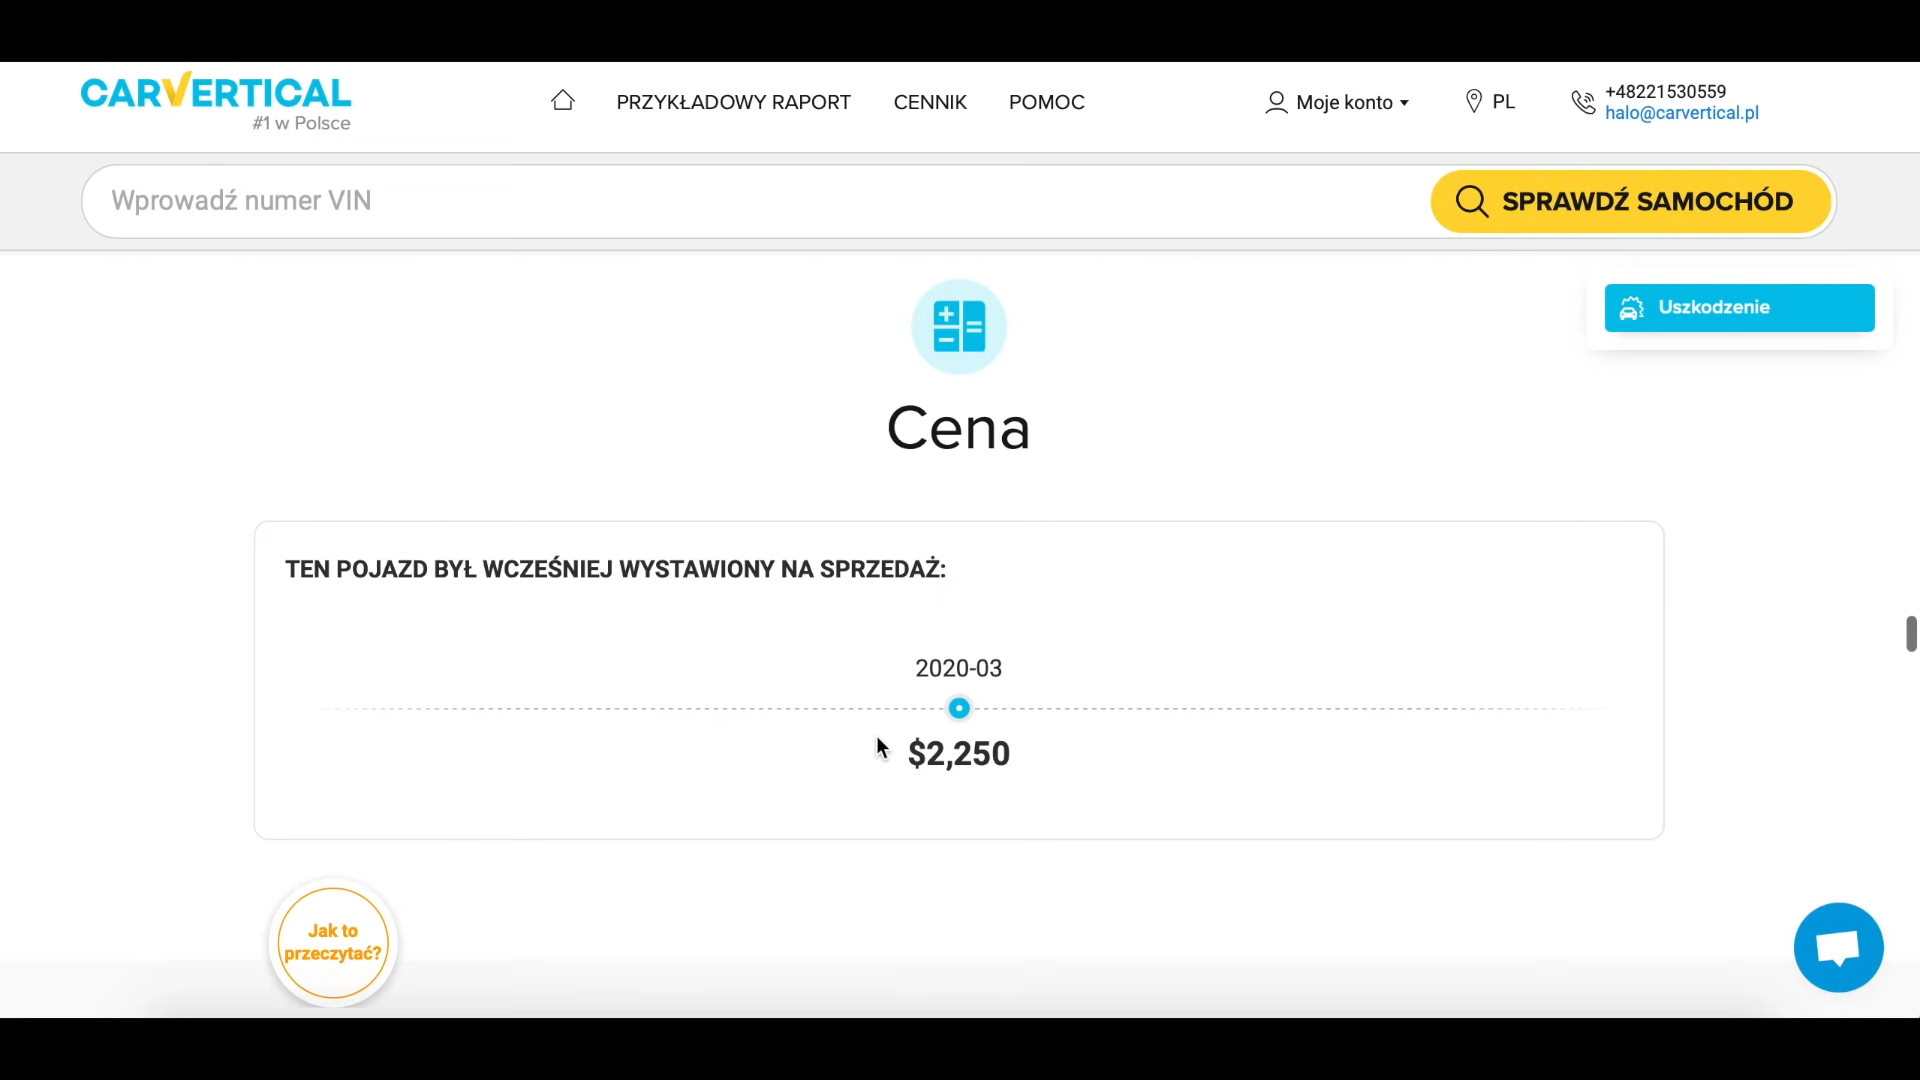 CARVERTICAL
#1 w Polsce
PRZYKŁADOWY RAPORT
CENNIK
POMOC
Moje konto
PL
+48221530559
halo@carvertical.pl
Wprowadź numer VIN
SPRAWDŹ SAMOCHÓD
Uszkodzenie
Cena
TEN POJAZD BYŁ WCZEŚNIEJ WYSTAWIONY NA SPRZEDAŻ:
2020-03
$2,250
Jak to
przeczytać?